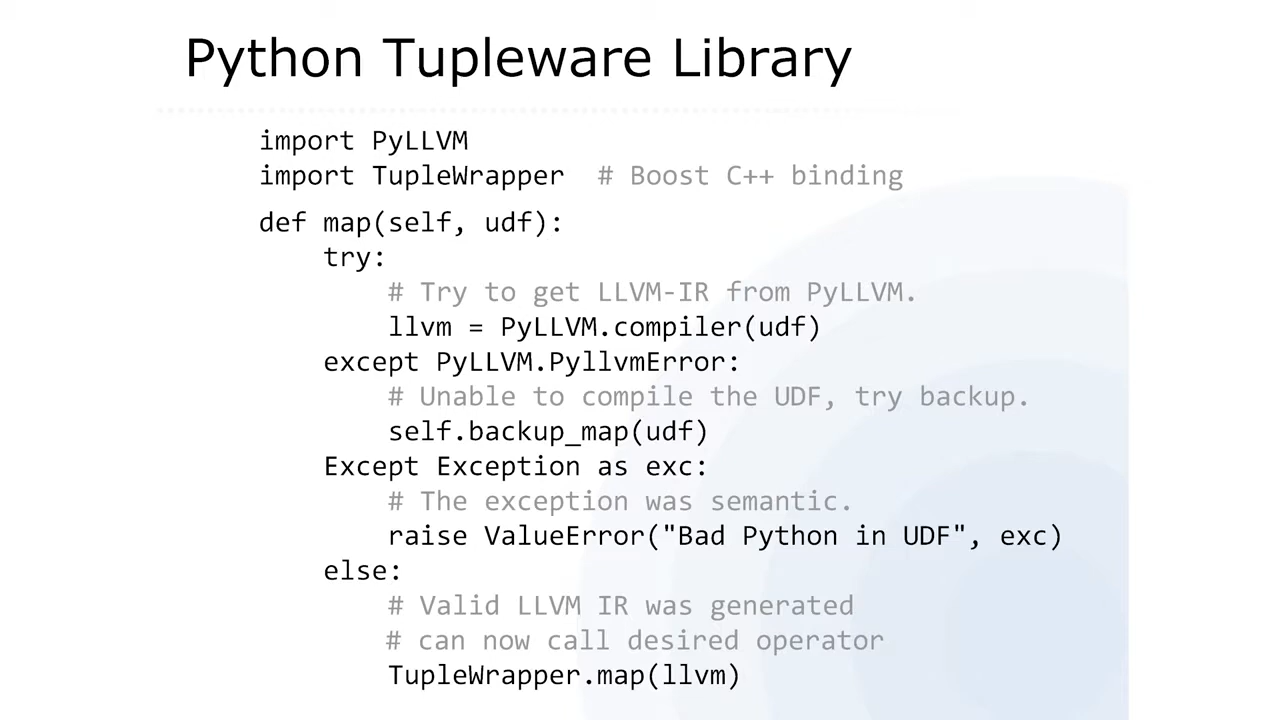 Python Tupleware Library
import PyLLVM
import TupleWrapper  # Boost C++ binding
def map(self, udf):
    try:
        # Try to get LLVM-IR from PyLLVM.
        llvm = PyLLVM.compiler(udf)
    except PyLLVM.PyllvmError:
        # Unable to compile the UDF, try backup.
        self.backup_map(udf)
    Except Exception as exc:
        # The exception was semantic.
        raise ValueError("Bad Python in UDF", exc)
    else:
        # Valid LLVM IR was generated
        # can now call desired operator
        TupleWrapper.map(llvm)